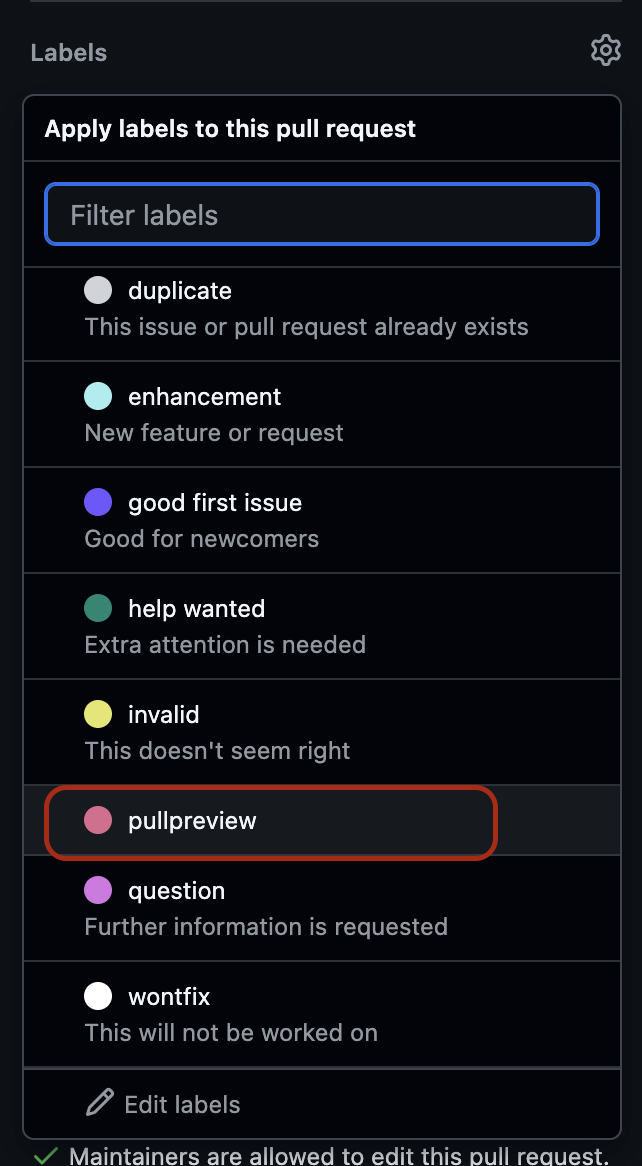 Labels
Apply labels to this pull request
Filter labels
duplicate
This issue or pull request already exists
enhancement
New feature or request
good first issue
Good for newcomers
help wanted
Extra attention is needed
invalid
This doesn't seem right
pullpreview
question
Further information is requested
wontfix
This will not be worked on
Edit labels
Maintainers are allowed to edit this pull request.